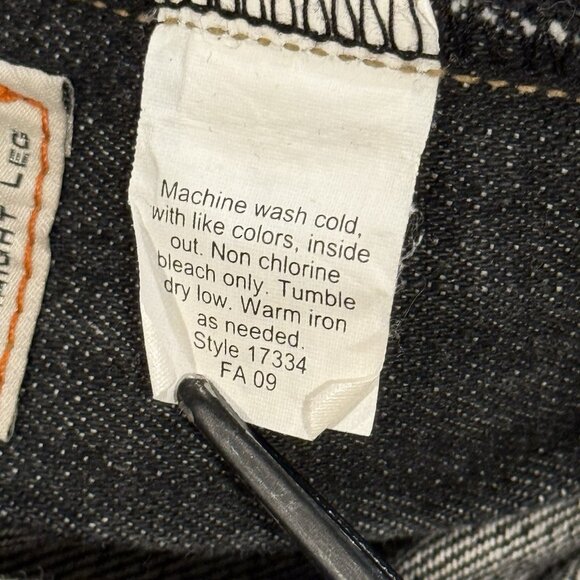 Machine wash cold,
with like colors, inside
out. Non chlorine
bleach only. Tumble
dry low. Warm iron
as needed.
Style 17334
FA 09
LEG